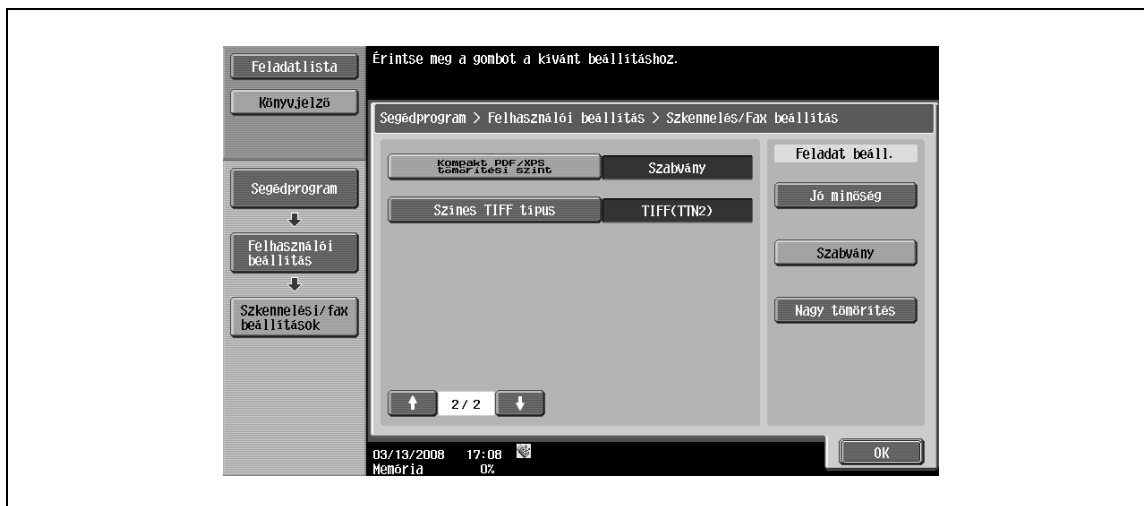 Feladatlista
Könyvjelző
Érintse meg a gombot a kívánt beállításhoz.
Segédprogram > Felhasználói beállítás > Szkennelés/Fax beállítás
Segédprogram
Felhasználói
beállítás
Szkennelési/fax
beállítások
Kompakt PDF/XPS
tömörítési szint
Szabvány
Színes TIFF típus
TIFF(TTN2)
2/ 2
Feladat beáll.
Jó minőség
Szabvány
Nagy tömörítés
03/13/2008 17:08
Memória 0%
OK